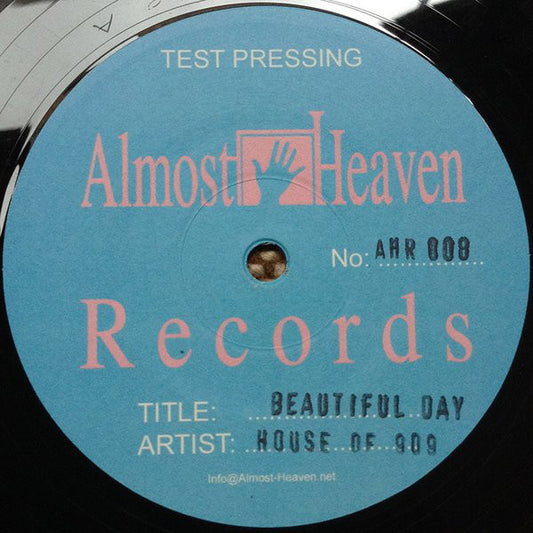 A
TEST PRESSING
Almost Heaven
No: AHR 008
Records
TITLE: BEAUTIFUL DAY
ARTIST: HOUSE OF 909
Info@Almost-Heaven.net